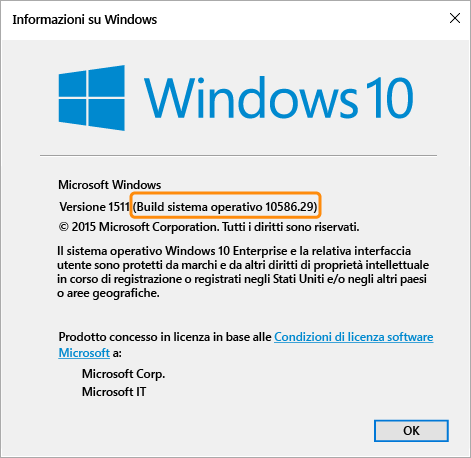 Informazioni su Windows
Windows 10
Microsoft Windows
Versione 1511 (Build sistema operativo 10586.29)
© 2015 Microsoft Corporation. Tutti i diritti sono riservati.
Il sistema operativo Windows 10 Enterprise e la relativa interfaccia
utente sono protetti da marchi e da altri diritti di proprietà intellettuale
in corso di registrazione o registrati negli Stati Uniti e/o negli altri paesi
o aree geografiche.
Prodotto concesso in licenza in base alle Condizioni di licenza software
Microsoft a:
Microsoft Corp.
Microsoft IT
OK